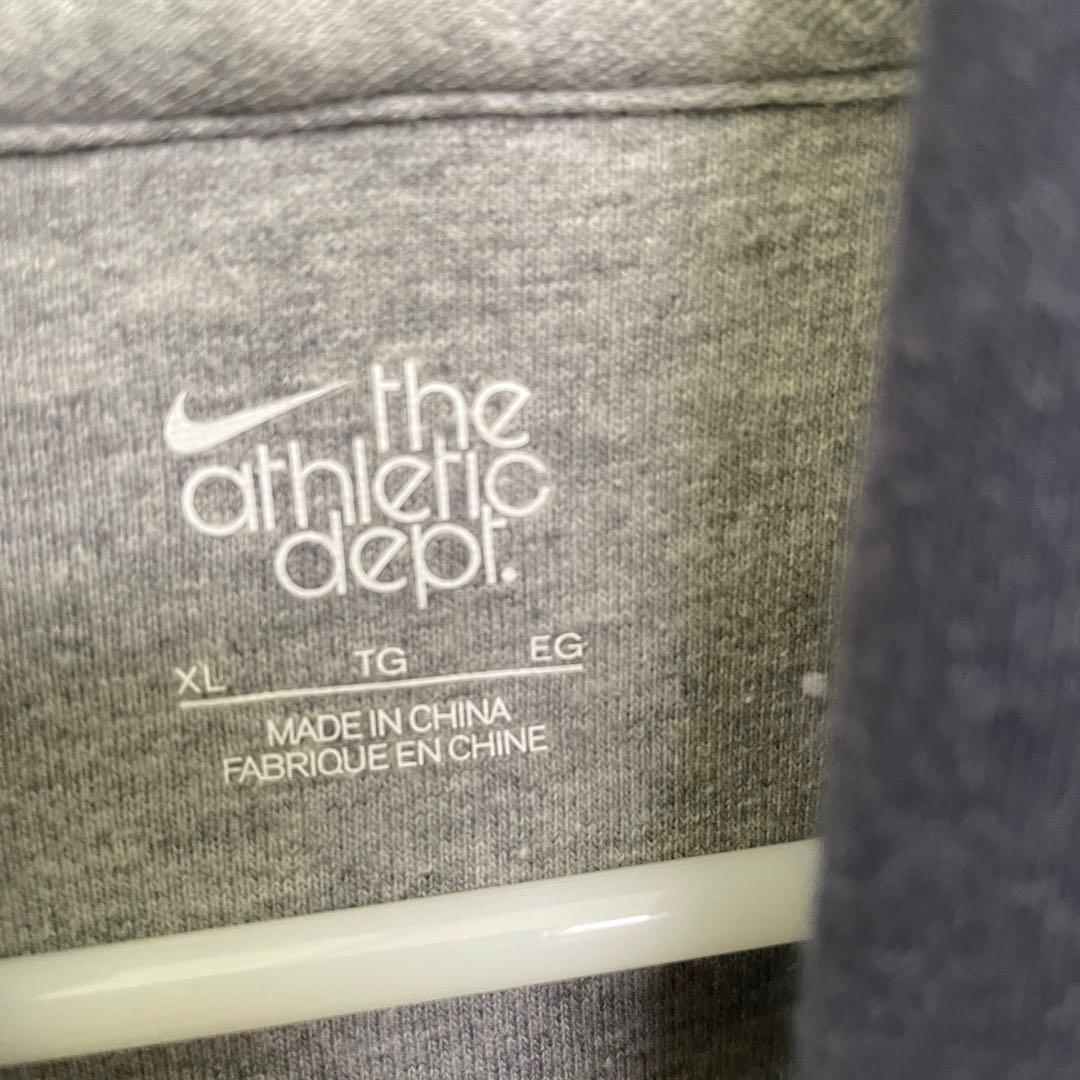 the
athletic
dept.
XL TG EG
MADE IN CHINA
FABRIQUE EN CHINE